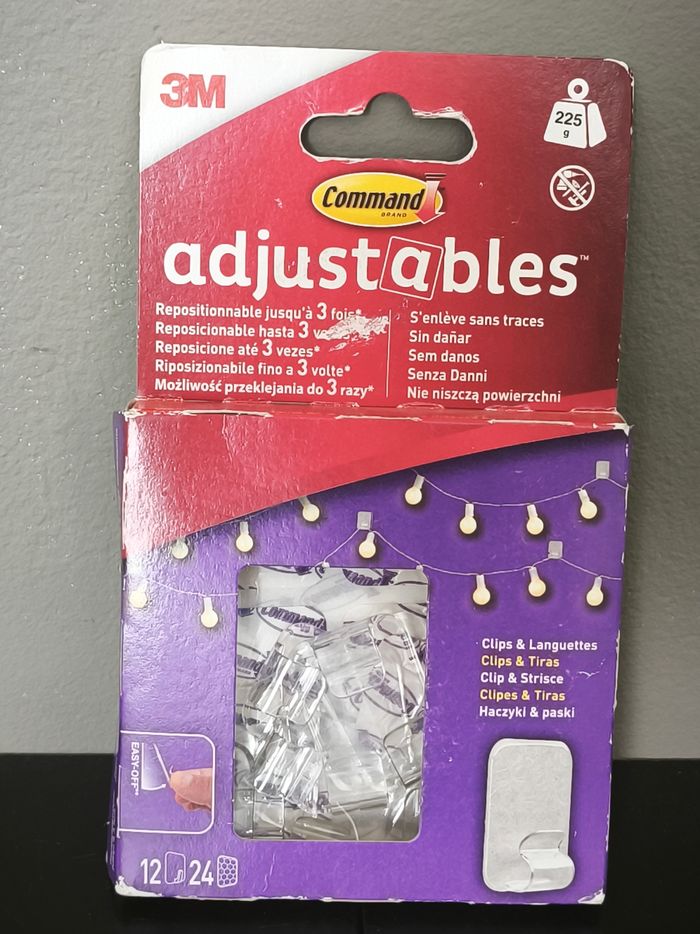 3M
225
g
Command
BRAND
adjustables™
Repositionnable jusqu'à 3 fois*
Reposicionable hasta 3
Reposicione até 3 vezes*
Riposizionabile fino a 3 volte*
Możliwość przeklejania do 3 razy*
S'enlève sans traces
Sin dañar
Sem danos
Senza Danni
Nie niszczą powierzchni
Command
Command
Clips & Languettes
Clips & Tiras
Clip & Strisce
Clipes & Tiras
Haczyki & paski
EASY-OFF**
12 24